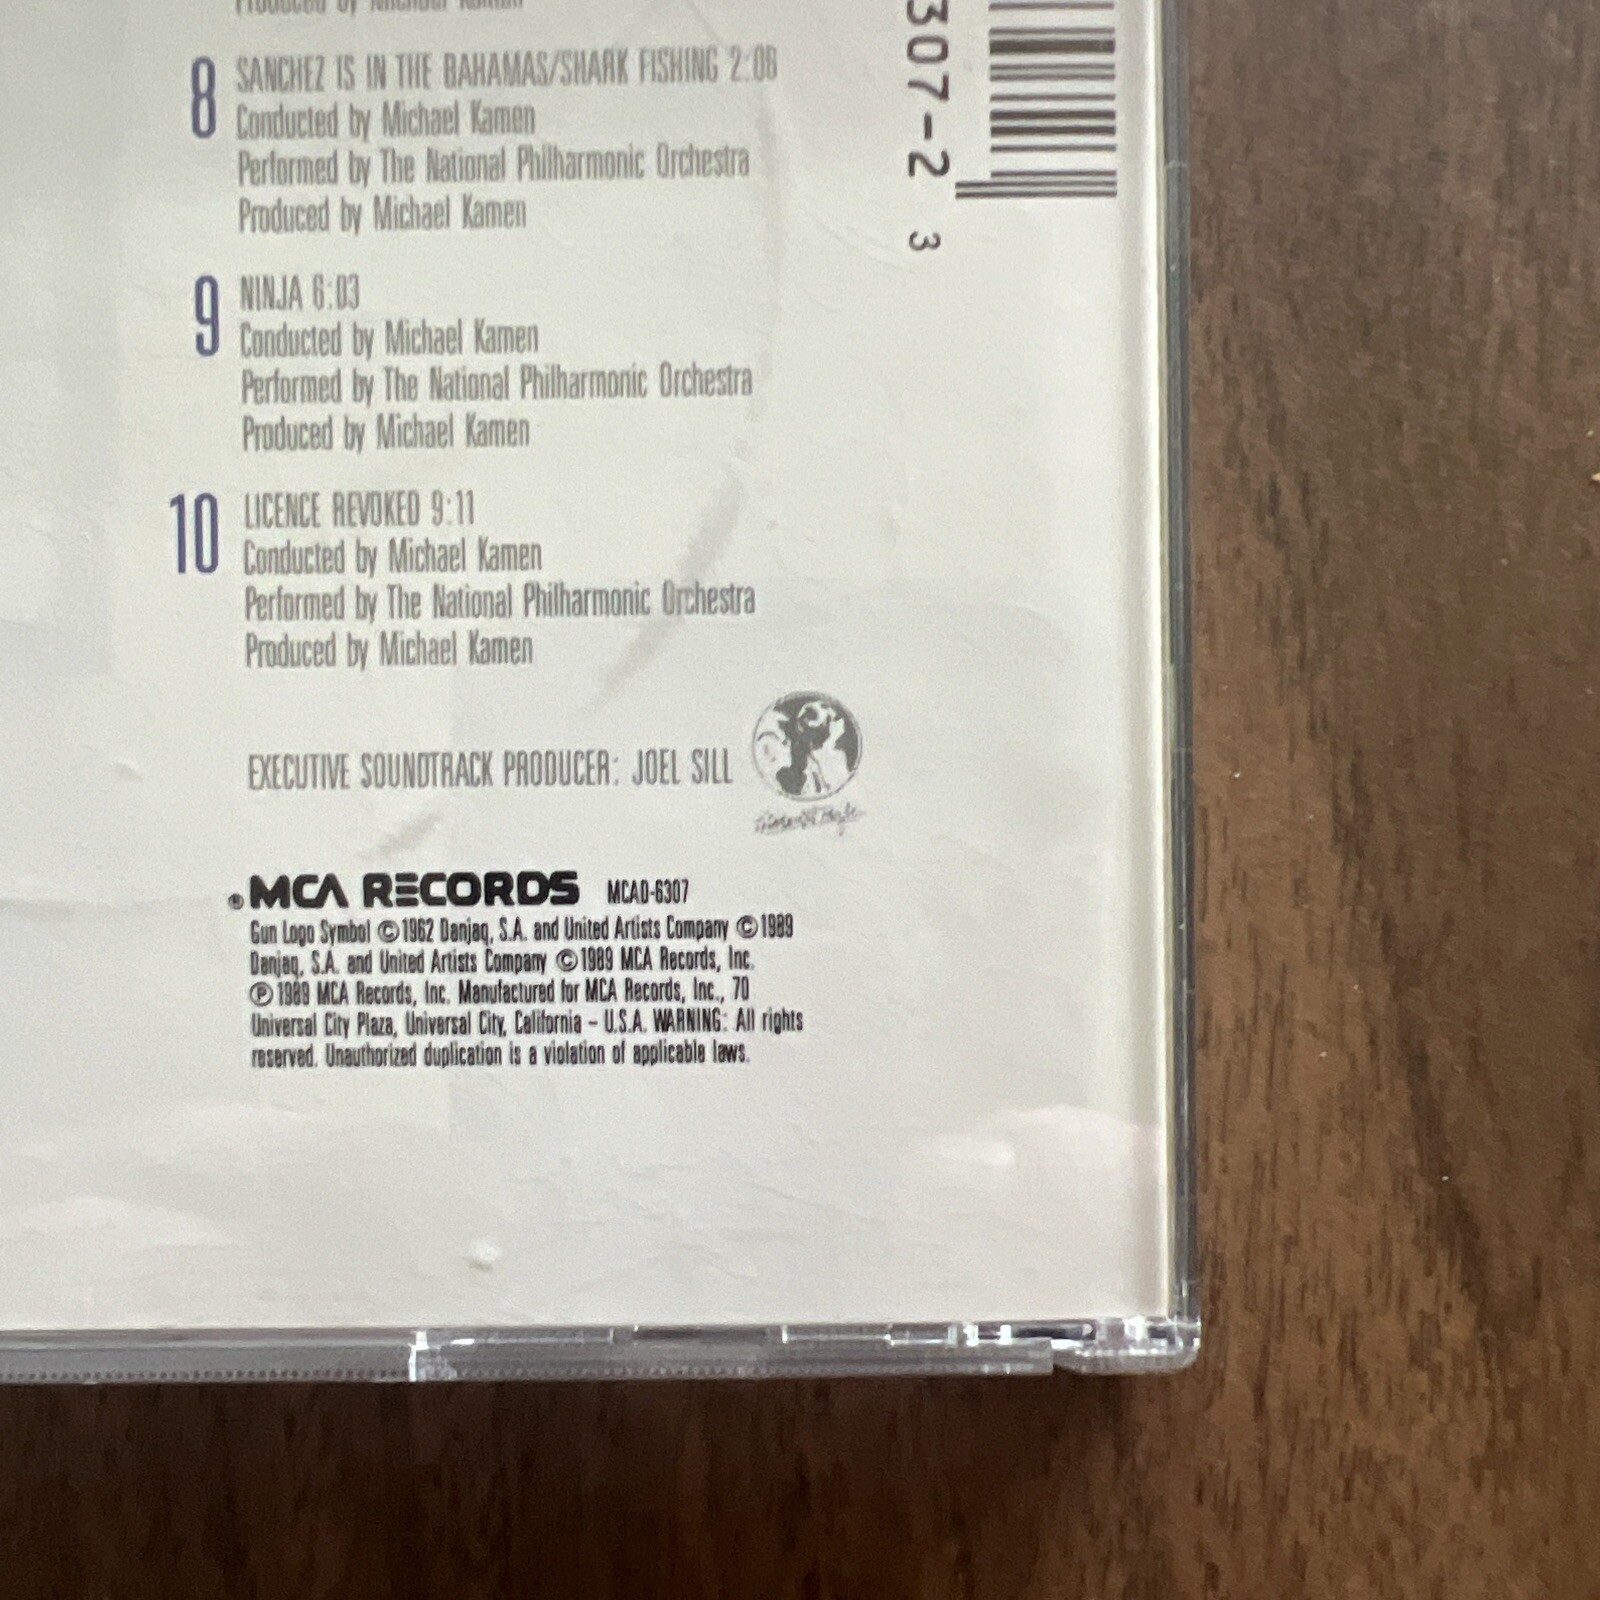 Produced by Michael Kamen
8 SANCHEZ IS IN THE BAHAMAS/SHARK FISHING 2:06
Conducted by Michael Kamen
Performed by The National Philharmonic Orchestra
Produced by Michael Kamen
9 NINJA 6:03
Conducted by Michael Kamen
Performed by The National Philharmonic Orchestra
Produced by Michael Kamen
10 LICENCE REVOKED 9:11
Conducted by Michael Kamen
Performed by The National Philharmonic Orchestra
Produced by Michael Kamen
EXECUTIVE SOUNDTRACK PRODUCER: JOEL SILL
® MCA RECORDS MCAD-6307
Gun Logo Symbol ©1962 Danjaq, S.A. and United Artists Company ©1989
Danjaq, S.A. and United Artists Company ©1989 MCA Records, Inc.
℗ 1989 MCA Records, Inc. Manufactured for MCA Records, Inc., 70
Universal City Plaza, Universal City, California – U.S.A. WARNING: All rights
reserved. Unauthorized duplication is a violation of applicable laws.
307-2 3